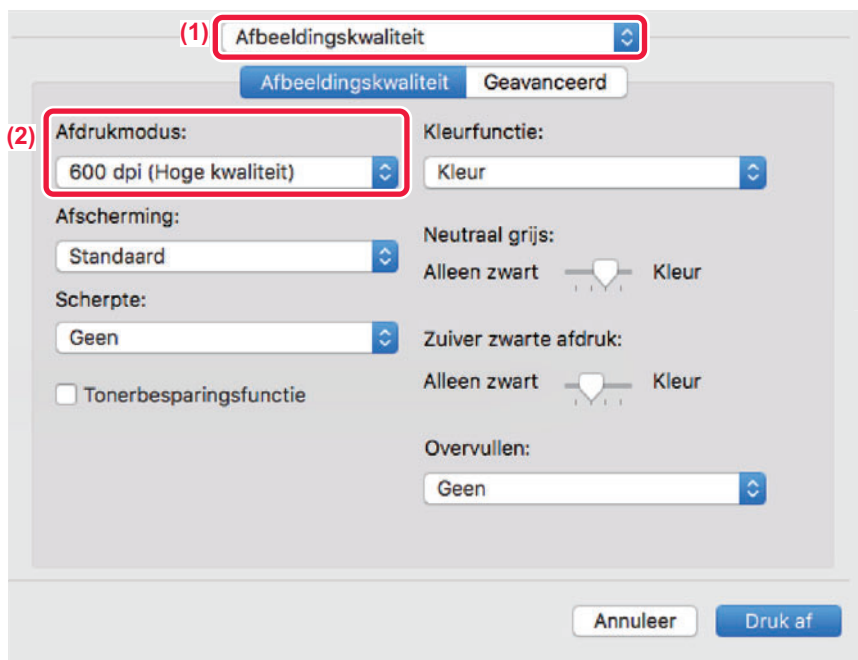 (1) Afbeeldingskwaliteit
Afbeeldingskwaliteit Geavanceerd
(2) Afdrukmodus:
600 dpi (Hoge kwaliteit)
Afscherming:
Standaard
Scherpte:
Geen
Tonerbesparingsfunctie
Kleurfunctie:
Kleur
Neutraal grijs:
Alleen zwart Kleur
Zuiver zwarte afdruk:
Alleen zwart Kleur
Overvullen:
Geen
Annuleer Druk af